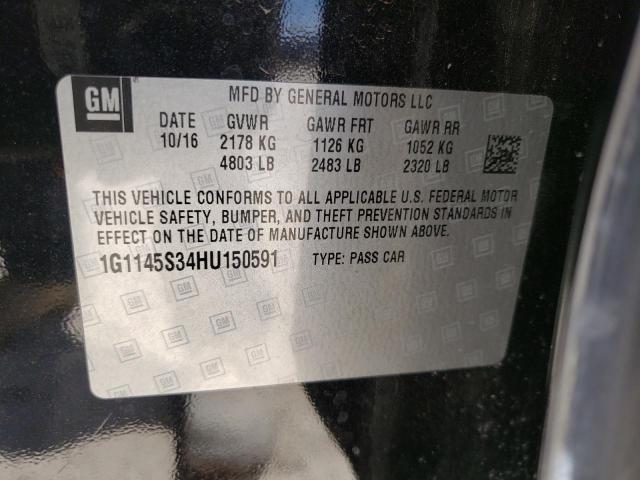 GM
MFD BY GENERAL MOTORS LLC
DATE GVWR GAWR FRT GAWR RR
10/16 2178 KG 1126 KG 1052 KG
4803 LB 2483 LB 2320 LB
THIS VEHICLE CONFORMS TO ALL APPLICABLE U.S. FEDERAL MOTOR
VEHICLE SAFETY, BUMPER, AND THEFT PREVENTION STANDARDS IN
EFFECT ON THE DATE OF MANUFACTURE SHOWN ABOVE.
1G1145S34HU150591 TYPE: PASS CAR